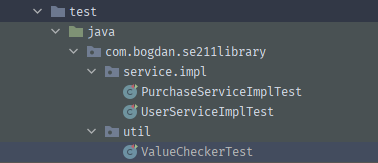 test
java
com.bogdan.se211library
service.impl
PurchaseServiceImplTest
UserServiceImplTest
util
ValueCheckerTest